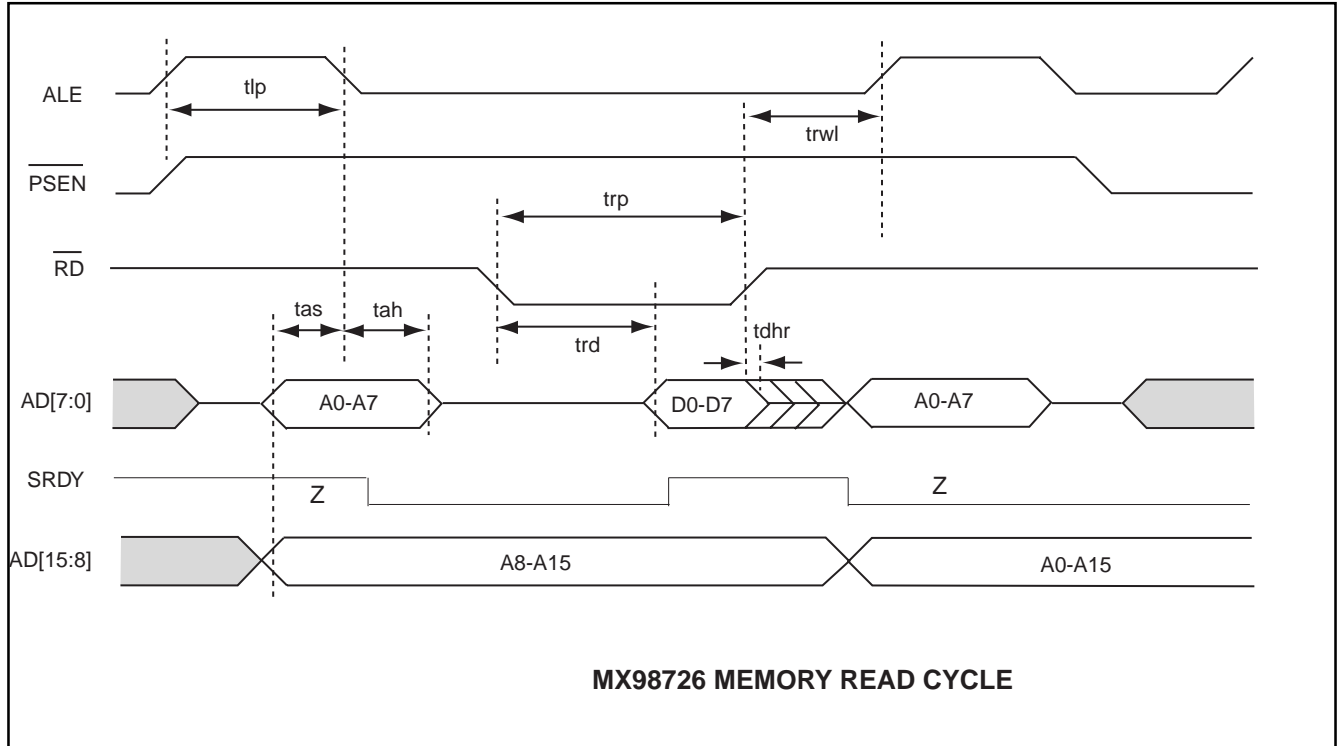 ALE
tlp
trwl
PSEN
trp
RD
tas
tah
trd
tdhr
AD[7:0]
A0-A7
D0-D7
A0-A7
SRDY
Z
Z
AD[15:8]
A8-A15
A0-A15
MX98726 MEMORY READ CYCLE